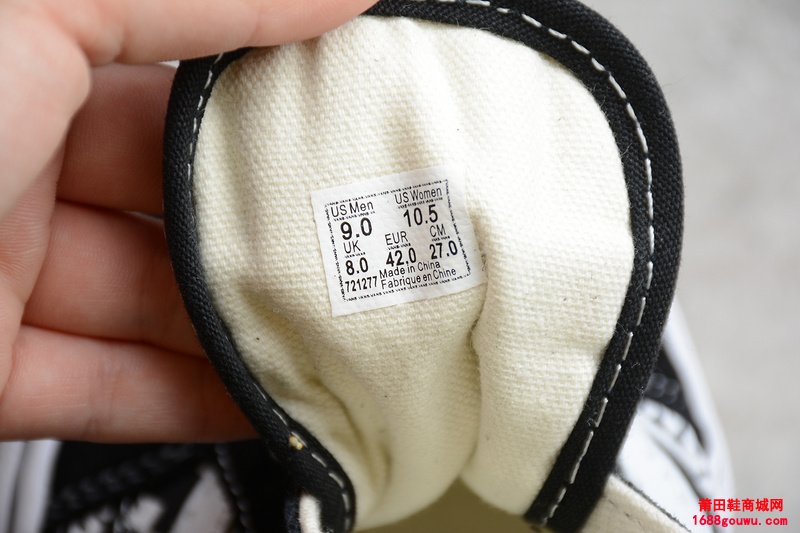 US Men US Women
9.0 10.5
UK EUR CM
8.0 42.0 27.0
721277 Made in China
Fabrique en Chine
莆田鞋商城网
1688gouwu.com